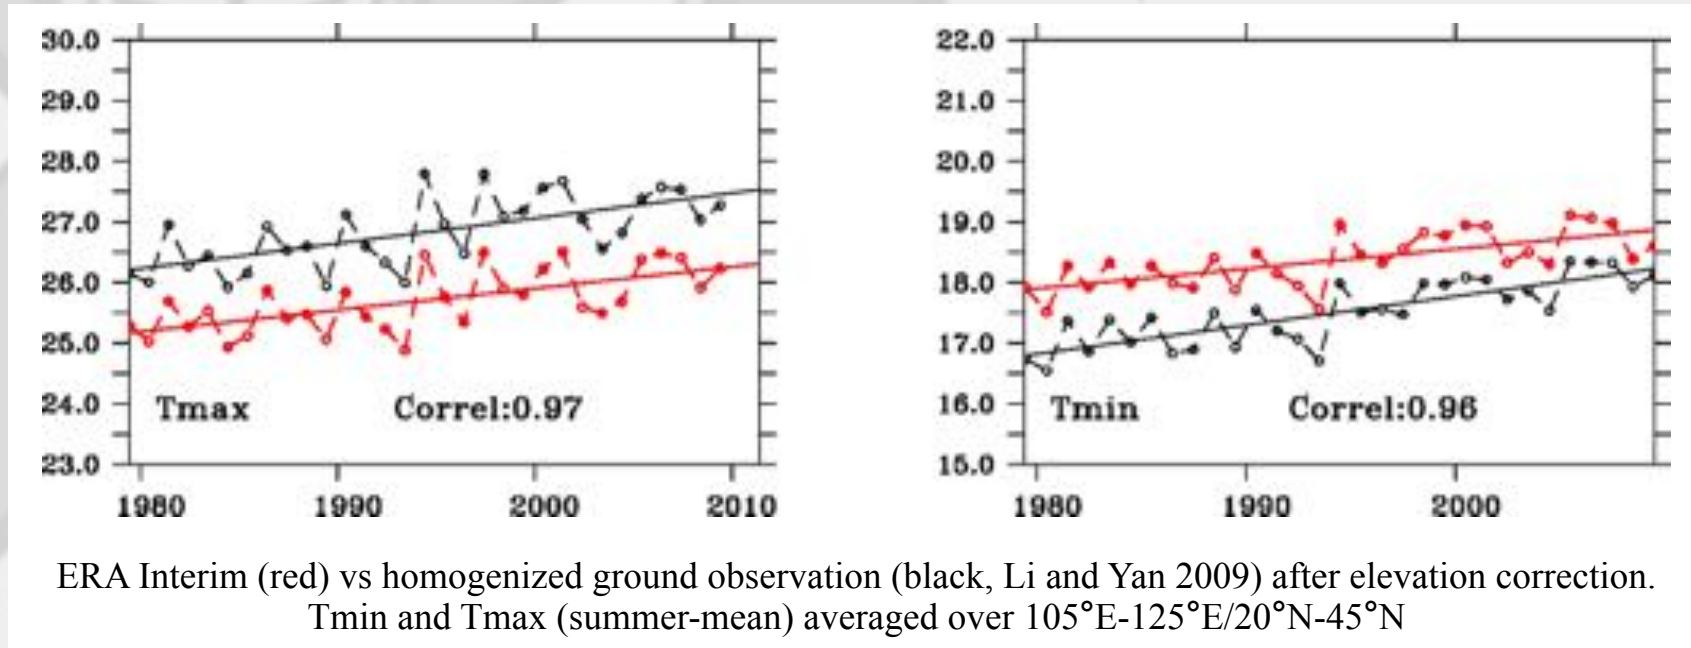 30.0
29.0
28.0
27.0
26.0
25.0
24.0
23.0
Tmax Correl:0.97
1980 1990 2000 2010
22.0
21.0
20.0
19.0
18.0
17.0
16.0
15.0
Tmin Correl:0.96
1980 1990 2000
ERA Interim (red) vs homogenized ground observation (black, Li and Yan 2009) after elevation correction.
Tmin and Tmax (summer-mean) averaged over 105°E-125°E/20°N-45°N